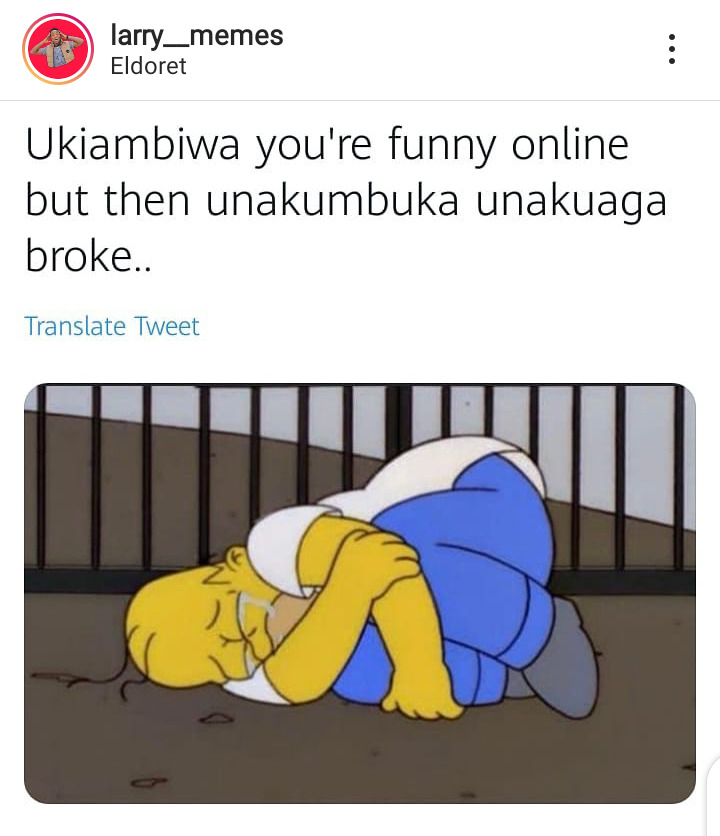 larry__memes
Eldoret
Ukiambiwa you're funny online
but then unakumbuka unakuaga
broke..
Translate Tweet